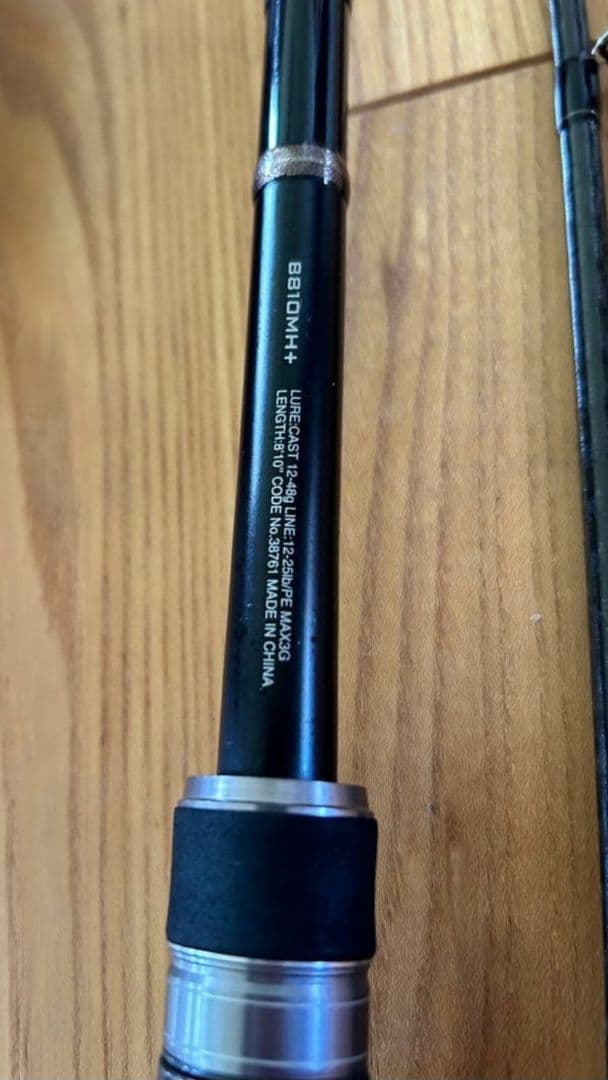 B810MH+
LURE:CAST 12-48g LINE:12-25lb/PE MAX3G
LENGTH:8'10" CODE No.38761 MADE IN CHINA